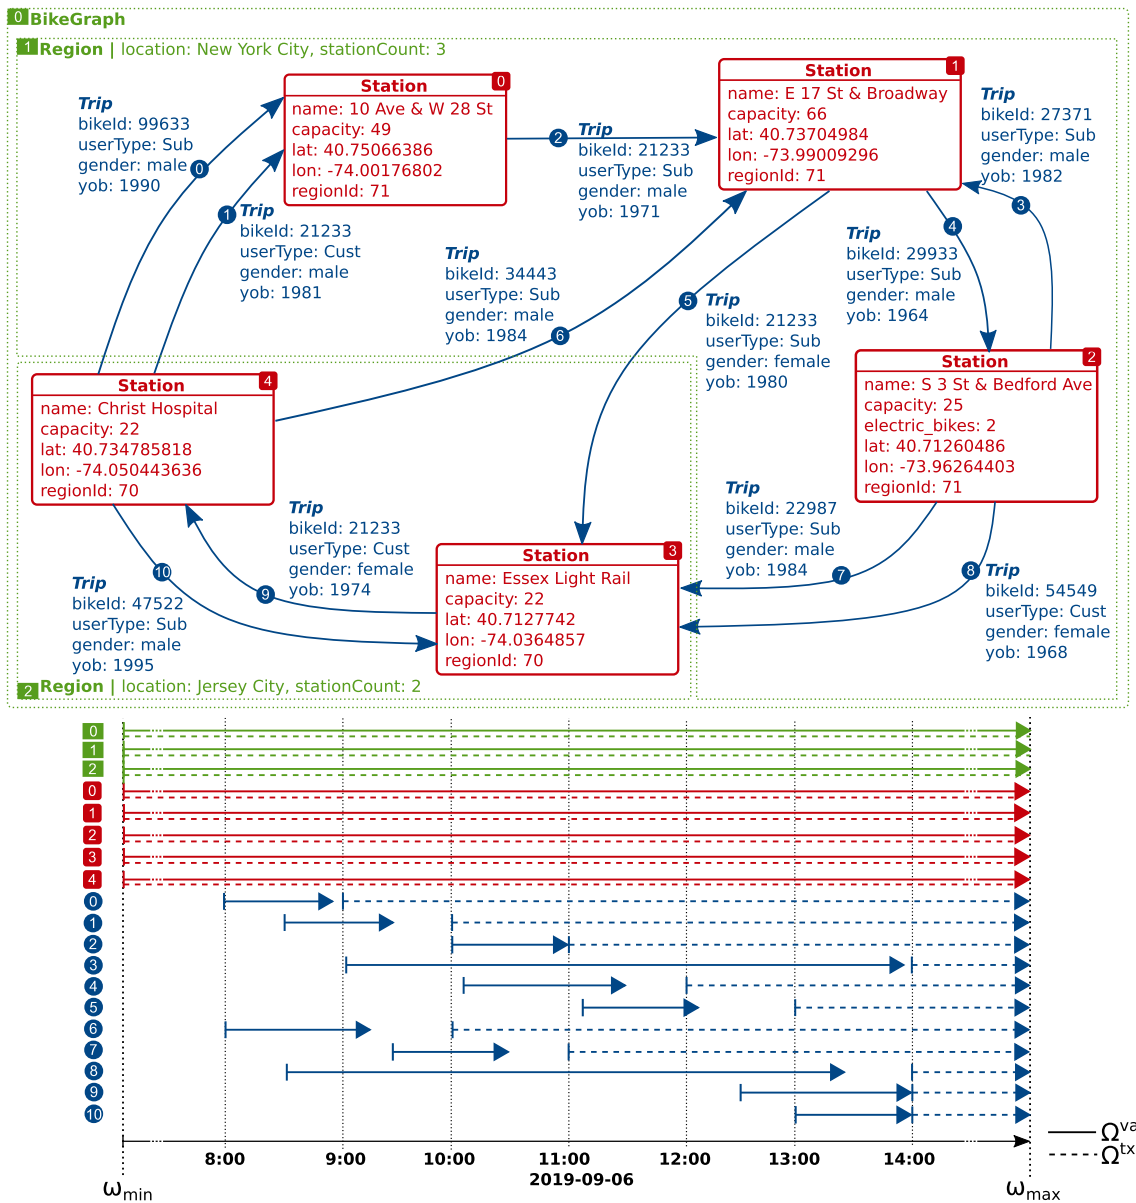 0 BikeGraph
1 Region | location: New York City, stationCount: 3
Station 0
name: 10 Ave & W 28 St
capacity: 49
lat: 40.75066386
lon: -74.00176802
regionId: 71
Station 1
name: E 17 St & Broadway
capacity: 66
lat: 40.73704984
lon: -73.99009296
regionId: 71
Trip
bikeId: 99633
userType: Sub
gender: male
yob: 1990
0
Trip
bikeId: 21233
userType: Cust
gender: male
yob: 1981
1
2
Trip
bikeId: 21233
userType: Sub
gender: male
yob: 1971
Trip
bikeId: 27371
userType: Sub
gender: male
yob: 1982
3
4
Trip
bikeId: 29933
userType: Sub
gender: male
yob: 1964
Trip
bikeId: 34443
userType: Sub
gender: male
yob: 1984
6
5
Trip
bikeId: 21233
userType: Sub
gender: female
yob: 1980
Station 4
name: Christ Hospital
capacity: 22
lat: 40.734785818
lon: -74.050443636
regionId: 70
Station 2
name: S 3 St & Bedford Ave
capacity: 25
electric_bikes: 2
lat: 40.71260486
lon: -73.96264403
regionId: 71
Trip
bikeId: 21233
userType: Cust
gender: female
yob: 1974
9
Trip
bikeId: 22987
userType: Sub
gender: male
yob: 1984
7
Station 3
name: Essex Light Rail
capacity: 22
lat: 40.7127742
lon: -74.0364857
regionId: 70
10
Trip
bikeId: 47522
userType: Sub
gender: male
yob: 1995
8
Trip
bikeId: 54549
userType: Cust
gender: female
yob: 1968
2 Region | location: Jersey City, stationCount: 2
0
1
2
0
1
2
3
4
0
1
2
3
4
5
6
7
8
9
10
8:00 9:00 10:00 11:00 12:00 13:00 14:00
2019-09-06
ωmin ωmax
Ωva
Ωtx